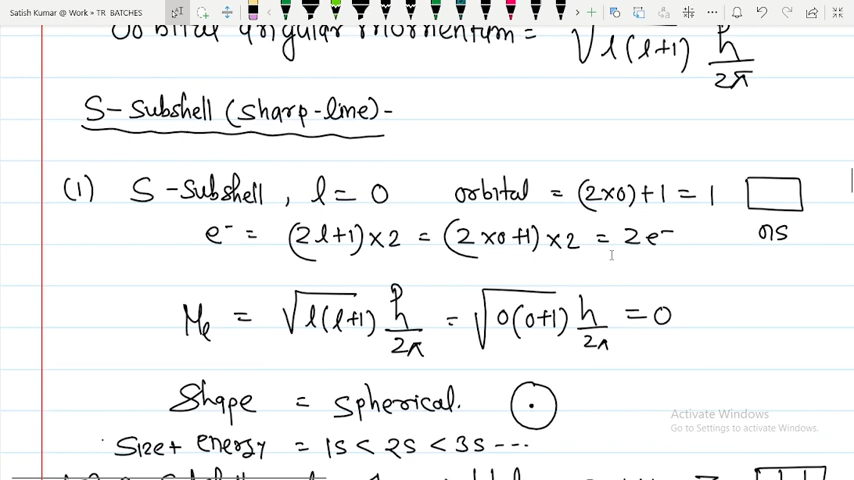 Satish Kumar @ Work » TR BATCHES
Orbital angular momentum = √l(l+1) h/2π
S-Subshell (sharp-line)-
(1) S-Subshell, l = 0 orbital = (2×0)+1 = 1
e⁻ = (2l+1)×2 = (2×0+1)×2 = 2e⁻ ns
μℓ = √l(l+1) h/2π = √0(0+1) h/2π = 0
Shape = spherical.
Size+ energy = 1s < 2s < 3s ---
Activate Windows
Go to Settings to activate Windows.